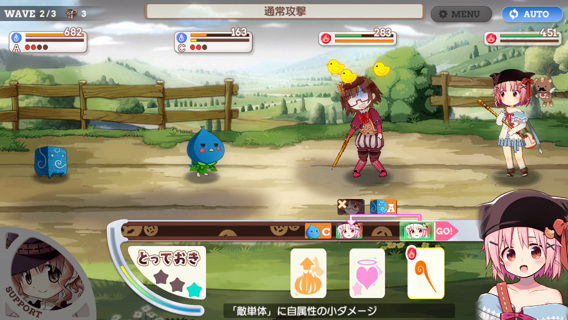 WAVE 2/3 3
通常攻撃
MENU
AUTO
682
A
163
C
283
451
A
C
GO!
とっておき
SUPPORT
「敵単体」に自属性の小ダメージ